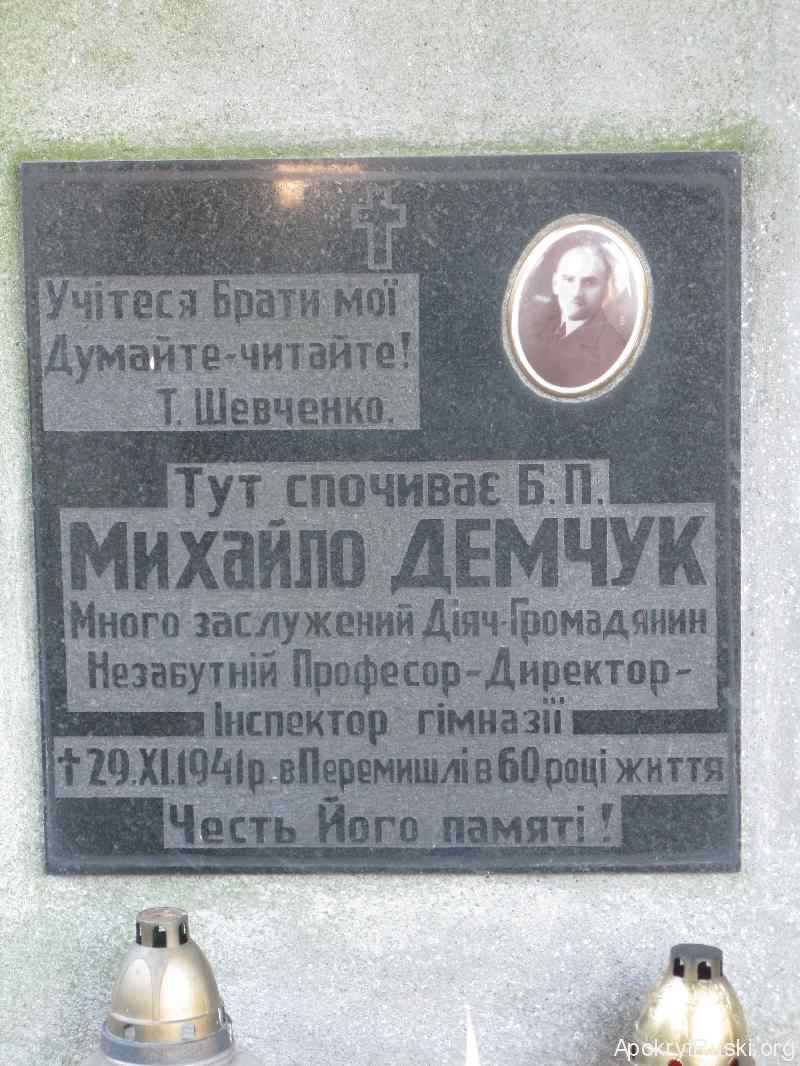 Учітеся Брати мої
Думайте-читайте!
Т. Шевченко.
Тут спочиває Б.П.
Михайло ДЕМЧУК
Много заслужений Діяч-Громадянин
Незабутній Професор-Директор-
Інспектор гімназії
† 29.XI.1941 р. в Перемишлі в 60 році життя
Честь Його памяті!
ApokryfRuski.org